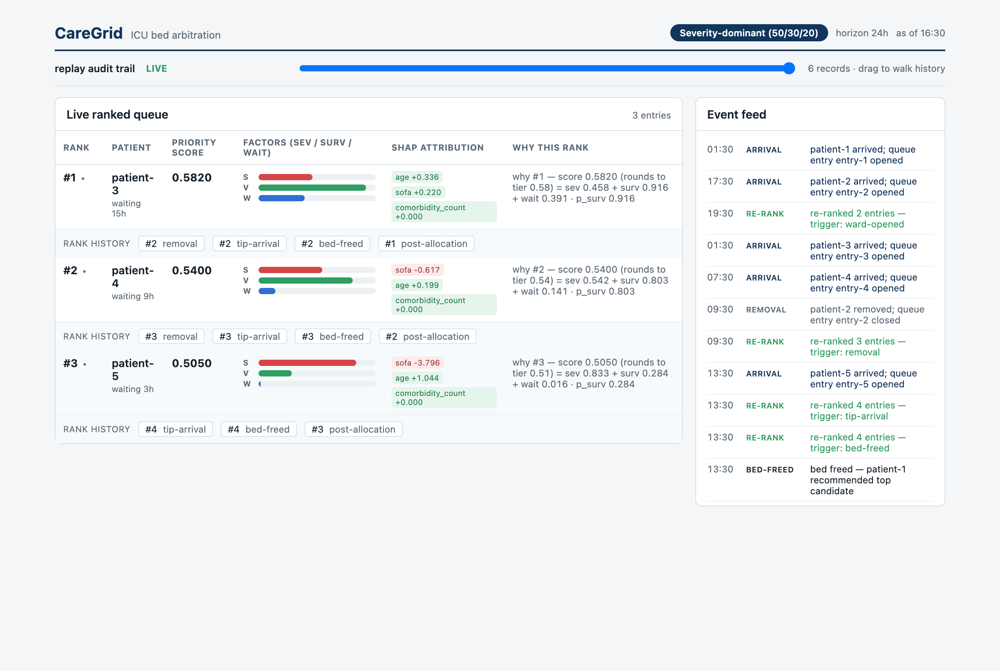 CareGrid ICU bed arbitration
Severity-dominant (50/30/20) horizon 24h as of 16:30
replay audit trail LIVE
6 records · drag to walk history
Live ranked queue
3 entries
RANK
PATIENT
PRIORITY
SCORE
FACTORS (SEV / SURV /
WAIT)
SHAP ATTRIBUTION
WHY THIS RANK
#1 •
patient-
3
waiting
15h
0.5820
S
V
W
age +0.336
sofa +0.220
comorbidity_count
+0.000
why #1 — score 0.5820 (rounds to
tier 0.58) = sev 0.458 + surv 0.916
+ wait 0.391 · p_surv 0.916
RANK HISTORY #2 removal #2 tip-arrival #2 bed-freed #1 post-allocation
#2 •
patient-
4
waiting 9h
0.5400
S
V
W
sofa -0.617
age +0.199
comorbidity_count
+0.000
why #2 — score 0.5400 (rounds to
tier 0.54) = sev 0.542 + surv 0.803
+ wait 0.141 · p_surv 0.803
RANK HISTORY #3 removal #3 tip-arrival #3 bed-freed #2 post-allocation
#3 •
patient-
5
waiting 3h
0.5050
S
V
W
sofa -3.796
age +1.044
comorbidity_count
+0.000
why #3 — score 0.5050 (rounds to
tier 0.51) = sev 0.833 + surv 0.284
+ wait 0.016 · p_surv 0.284
RANK HISTORY #4 tip-arrival #4 bed-freed #3 post-allocation
Event feed
01:30 ARRIVAL patient-1 arrived; queue
entry entry-1 opened
17:30 ARRIVAL patient-2 arrived; queue
entry entry-2 opened
19:30 RE-RANK re-ranked 2 entries —
trigger: ward-opened
01:30 ARRIVAL patient-3 arrived; queue
entry entry-3 opened
07:30 ARRIVAL patient-4 arrived; queue
entry entry-4 opened
09:30 REMOVAL patient-2 removed; queue
entry entry-2 closed
09:30 RE-RANK re-ranked 3 entries —
trigger: removal
13:30 ARRIVAL patient-5 arrived; queue
entry entry-5 opened
13:30 RE-RANK re-ranked 4 entries —
trigger: tip-arrival
13:30 RE-RANK re-ranked 4 entries —
trigger: bed-freed
13:30 BED-FREED bed freed — patient-1
recommended top
candidate